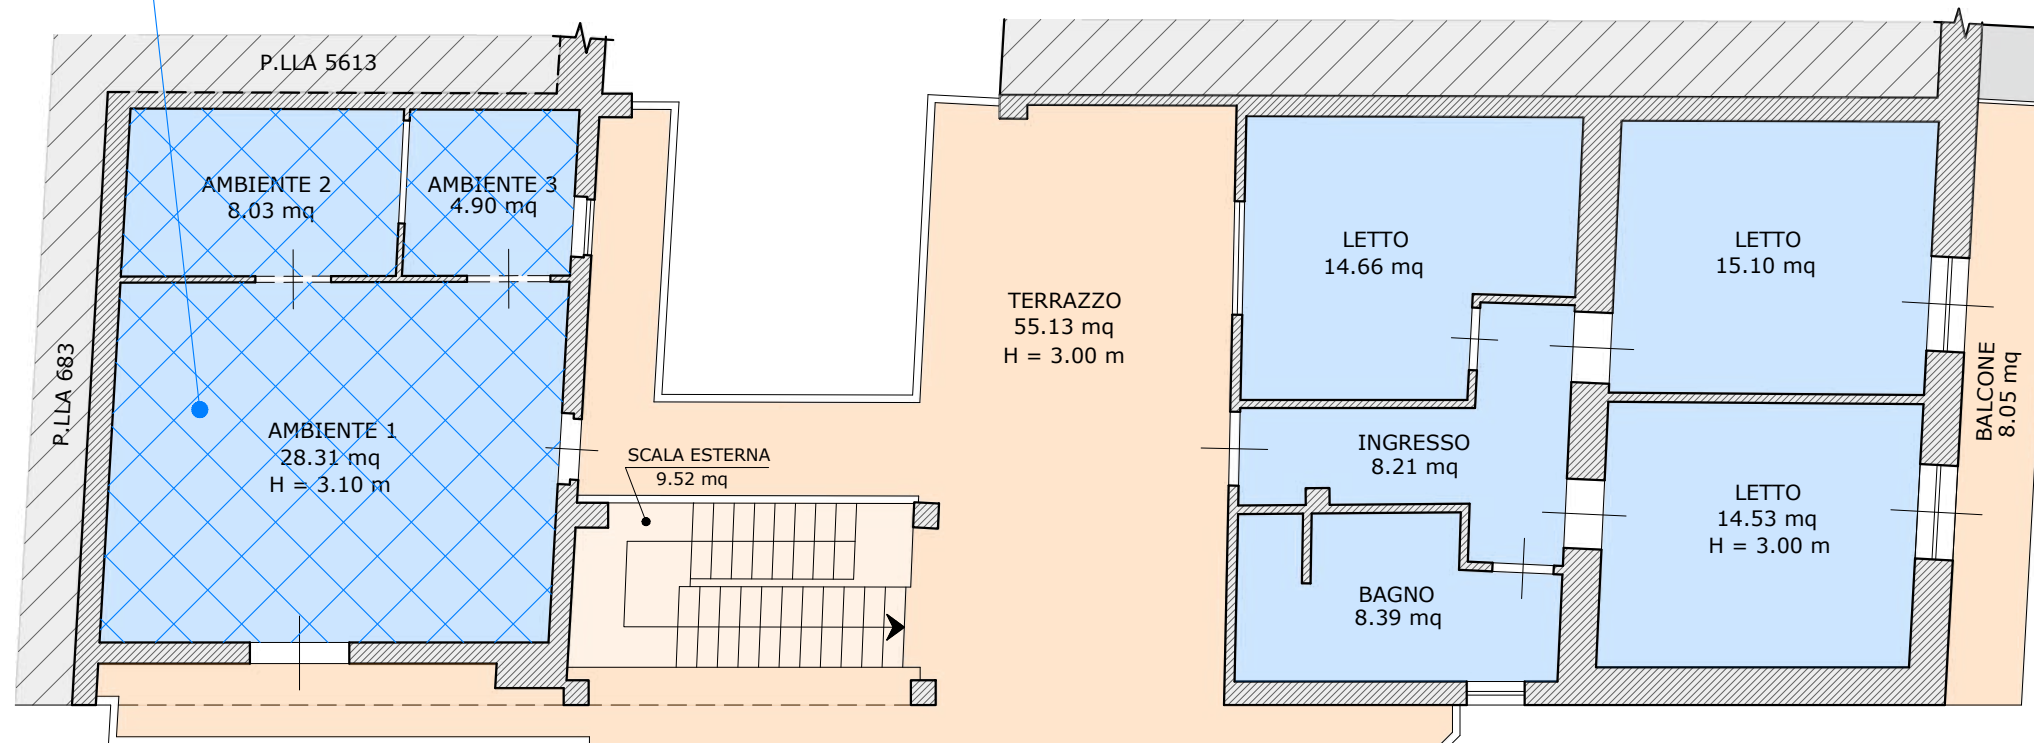 P.LLA 5613
AMBIENTE 2
8.03 mq
AMBIENTE 3
4.90 mq
P.LLA 683
AMBIENTE 1
28.31 mq
H = 3.10 m
SCALA ESTERNA
9.52 mq
TERRAZZO
55.13 mq
H = 3.00 m
LETTO
14.66 mq
LETTO
15.10 mq
INGRESSO
8.21 mq
LETTO
14.53 mq
H = 3.00 m
BAGNO
8.39 mq
BALCONE
8.05 mq